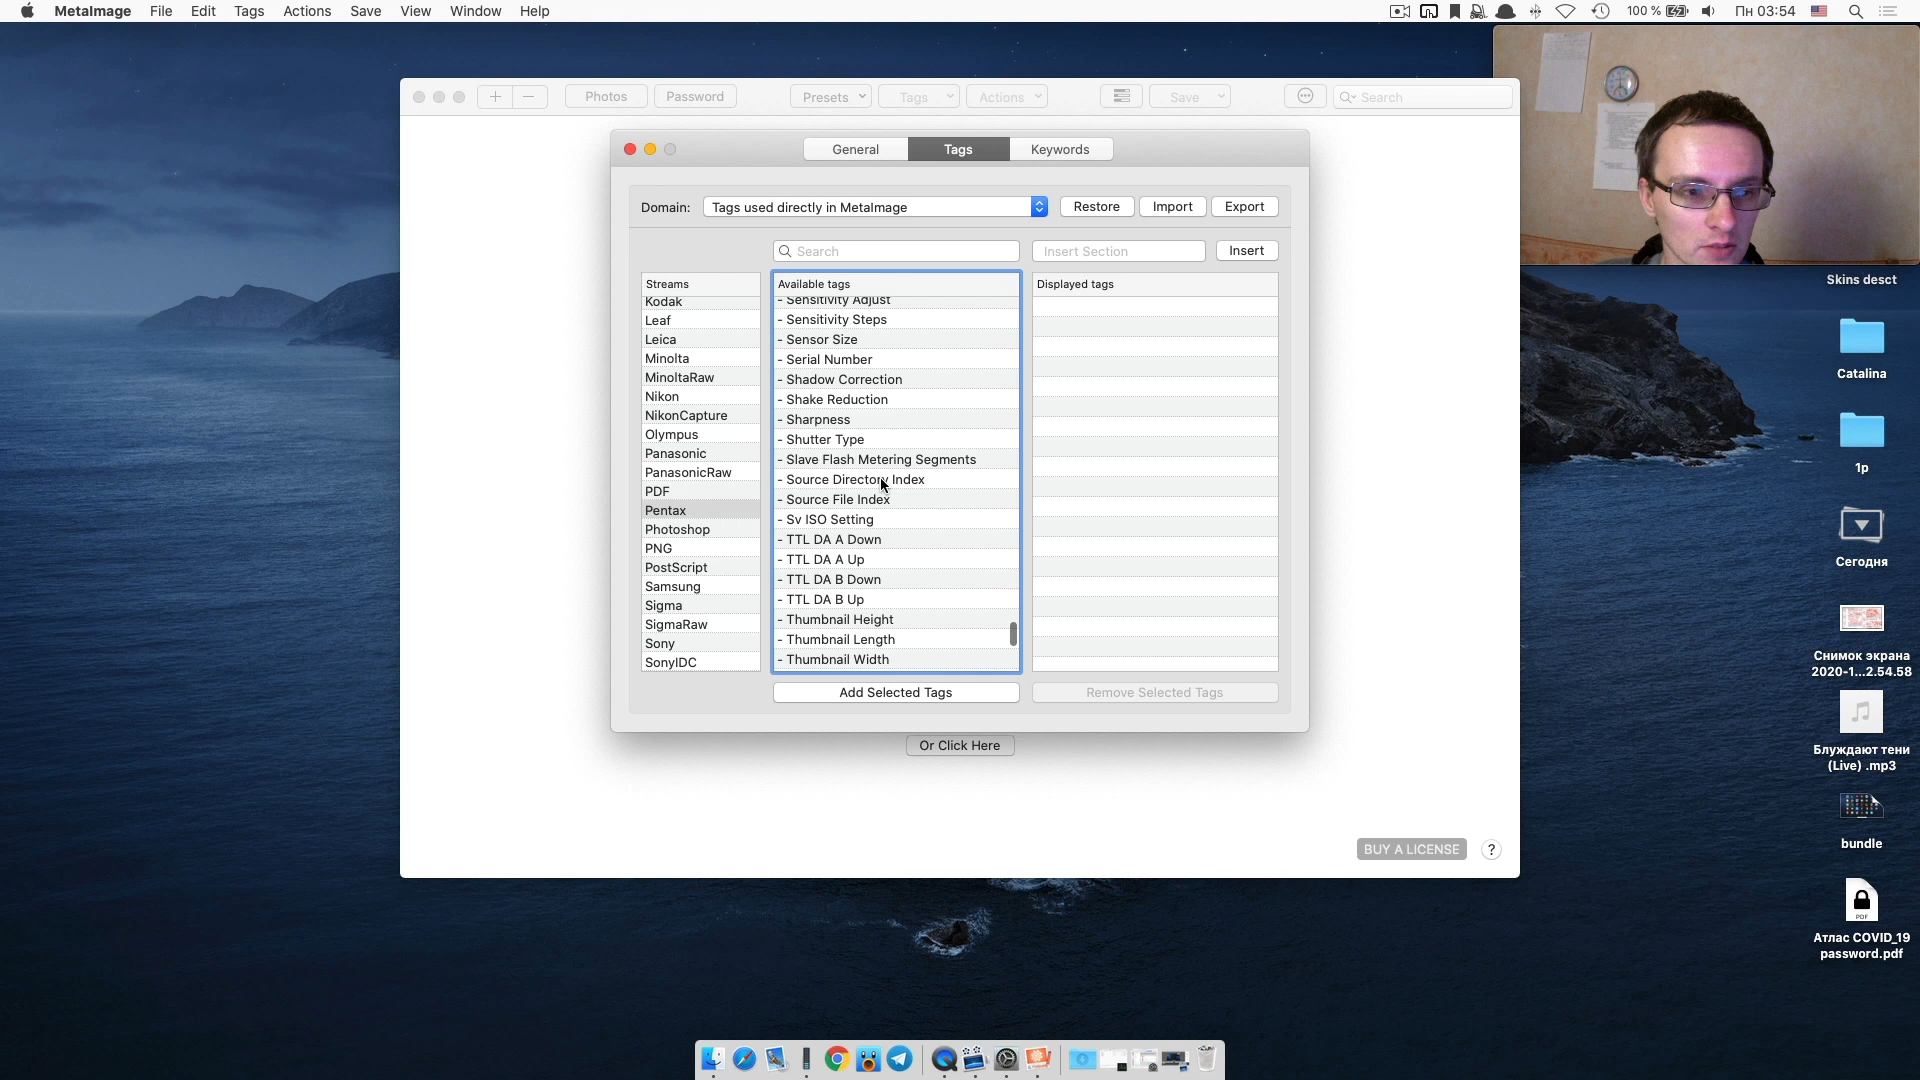 MetaImage File Edit Tags Actions Save View Window Help
100 % Пн 03:54
Photos Password Presets Tags Actions Save Search
General Tags Keywords
Domain: Tags used directly in MetaImage Restore Import Export
Search Insert Section Insert
Streams
Kodak
Leaf
Leica
Minolta
MinoltaRaw
Nikon
NikonCapture
Olympus
Panasonic
PanasonicRaw
PDF
Pentax
Photoshop
PNG
PostScript
Samsung
Sigma
SigmaRaw
Sony
SonyIDC
Available tags
- Sensitivity Adjust
- Sensitivity Steps
- Sensor Size
- Serial Number
- Shadow Correction
- Shake Reduction
- Sharpness
- Shutter Type
- Slave Flash Metering Segments
- Source Directory Index
- Source File Index
- Sv ISO Setting
- TTL DA A Down
- TTL DA A Up
- TTL DA B Down
- TTL DA B Up
- Thumbnail Height
- Thumbnail Length
- Thumbnail Width
Displayed tags
Add Selected Tags Remove Selected Tags
Or Click Here
BUY A LICENSE ?
Skins desct
Catalina
1p
Сегодня
Снимок экрана
2020-1...2.54.58
Блуждают тени
(Live) .mp3
bundle
PDF
Атлас COVID_19
password.pdf